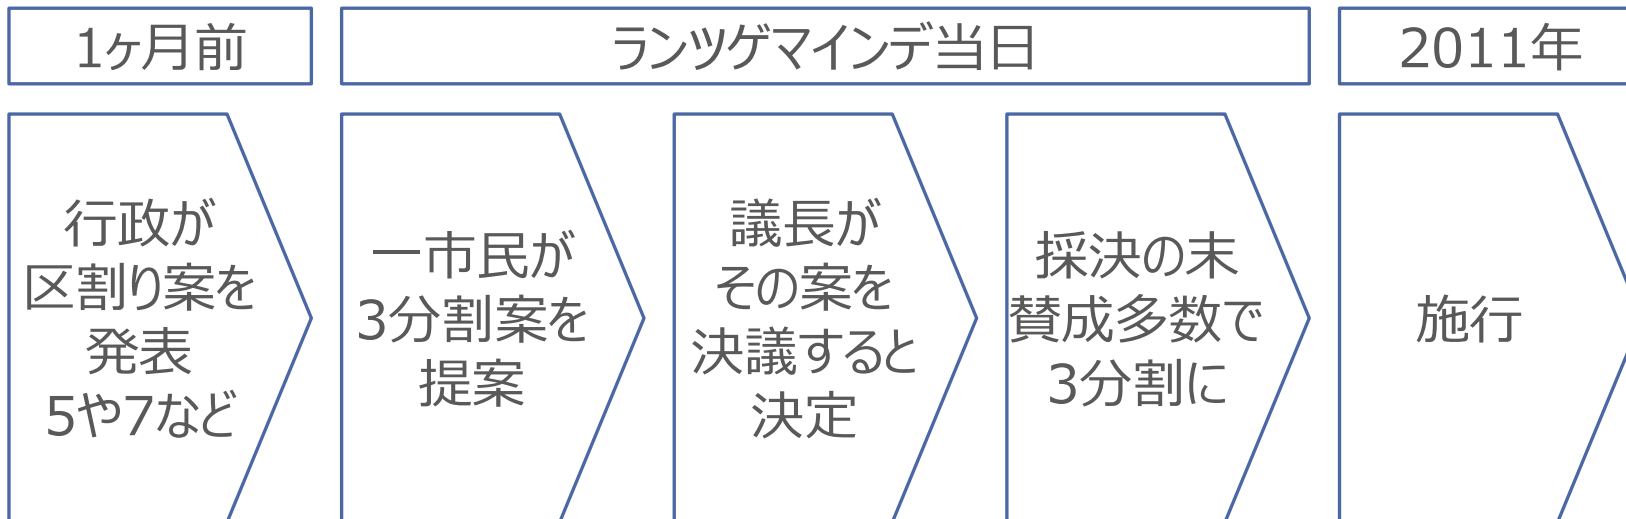 1ヶ月前
ランツゲマインデ当日
2011年
行政が
区割り案を
発表
5や7など
一市民が
3分割案を
提案
議長が
その案を
決議すると
決定
採決の末
賛成多数で
3分割に
施行